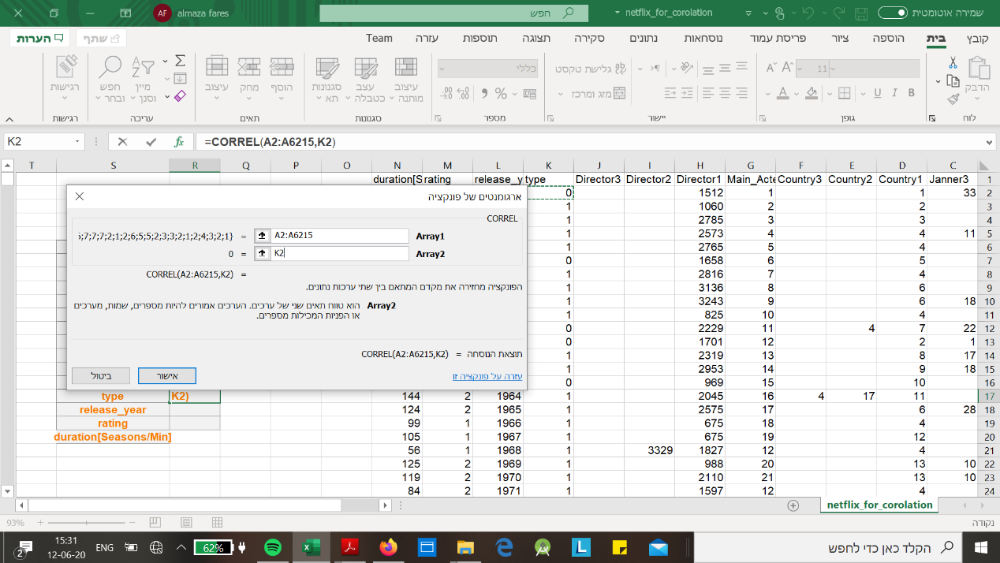 AF almaza fares
חפש
netflix_for_corolation
שמירה אוטומטית
קובץ בית הוספה ציור פריסת עמוד נוסחאות נתונים סקירה תצוגה תוספות עזרה Team
שתף הערות
הדבק
לוח
11
B I U A
גופן
גלישת טקסט
מזג ומרכז
יישור
כללי
%
מספר
עיצוב מותנה
עצב כטבלה
סגנונות תא
סגנונות
הוסף מחק עיצוב
תאים
מיין וסנן
חפש ובחר
עריכה
רגישות
רגישות
K2 fx =CORREL(A2:A6215,K2)
T S R Q P O N M L K J I H G F E D C
1 duration[S rating release_y type Director3 Director2 Director1 Main_Acte Country3 Country2 Country1 Janner3
2 0 1512 1 1 33
3 1 1060 2 2
4 1 2785 3 3
5 1 2573 4 4 11
6 1 2765 5 4
7 0 1658 6 5
8 1 2816 7 4
9 1 3136 8 6
10 1 3243 9 6 18
11 1 825 10 4
12 0 2229 11 4 7 22
13 0 1701 12 2 1
14 1 2319 13 8 17
15 1 2953 14 9 18
16 0 969 15 10
17 type K2) 144 2 1964 1 2045 16 4 17 11
18 release_year 124 2 1965 1 2575 17 6 28
19 rating 99 1 1966 1 675 18 4
20 duration[Seasons/Min] 105 1 1967 1 675 19 12
21 56 1 1968 1 3329 1827 12 4
22 125 2 1969 1 988 20 13 10
23 119 2 1970 1 2110 21 13 10
24 84 2 1971 1 1597 12 4
ארגומנטים של פונקציה
CORREL
Array1 A2:A6215 = ;7;7;7;2;1;2;6;5;5;2;3;3;2;1;2;4;3;2;1}
Array2 K2 = 0
= CORREL(A2:A6215,K2)
הפונקציה מחזירה את מקדם המתאם בין שתי ערכות נתונים.
Array2 הוא טווח תאים שני של ערכים. הערכים אמורים להיות מספרים, שמות, מערכים
או הפניות המכילות מספרים.
תוצאת הנוסחה = CORREL(A2:A6215,K2)
עזרה על פונקציה זו
אישור ביטול
netflix_for_corolation
נקודה
93%
הקלד כאן כדי לחפש
62%
ENG
15:31
12-06-20
2